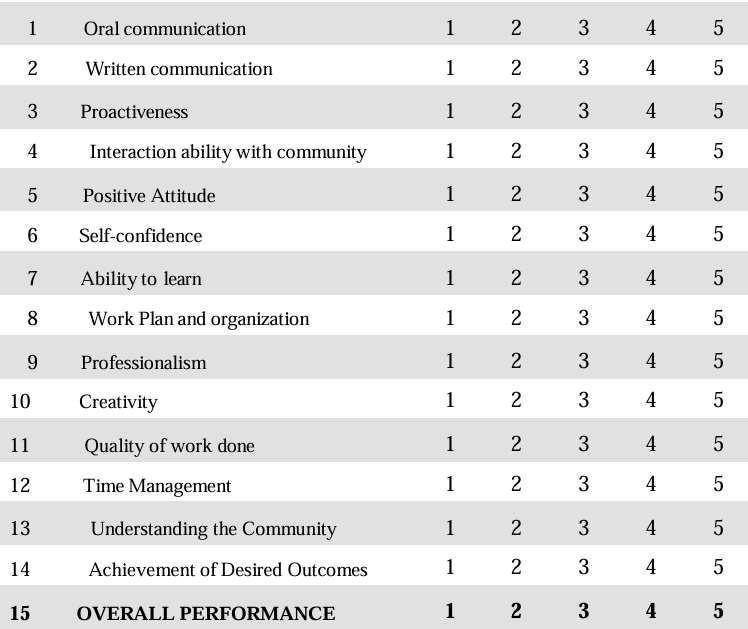 1 Oral communication 1 2 3 4 5
2 Written communication 1 2 3 4 5
3 Proactiveness 1 2 3 4 5
4 Interaction ability with community 1 2 3 4 5
5 Positive Attitude 1 2 3 4 5
6 Self-confidence 1 2 3 4 5
7 Ability to learn 1 2 3 4 5
8 Work Plan and organization 1 2 3 4 5
9 Professionalism 1 2 3 4 5
10 Creativity 1 2 3 4 5
11 Quality of work done 1 2 3 4 5
12 Time Management 1 2 3 4 5
13 Understanding the Community 1 2 3 4 5
14 Achievement of Desired Outcomes 1 2 3 4 5
15 OVERALL PERFORMANCE 1 2 3 4 5